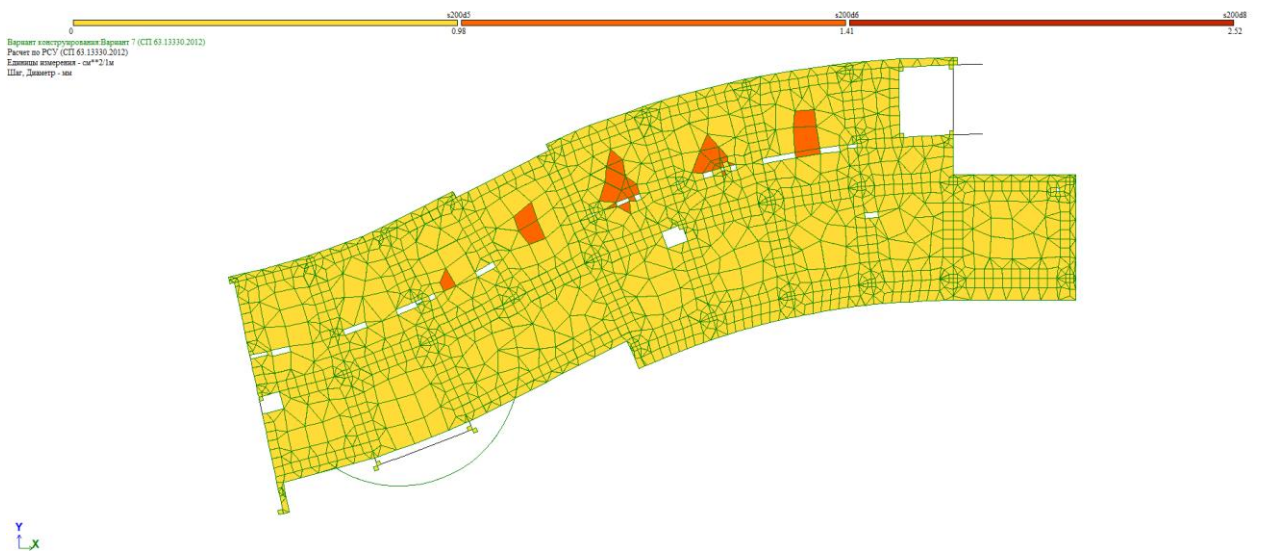 s200d5 s200d6 s200d8
0 0.98 1.41 2.52
Вариант конструирования:Вариант 7 (СП 63.13330.2012)
Расчет по РСУ (СП 63.13330.2012)
Единицы измерения - см**2/1м
Шаг, Диаметр - мм
Y
X